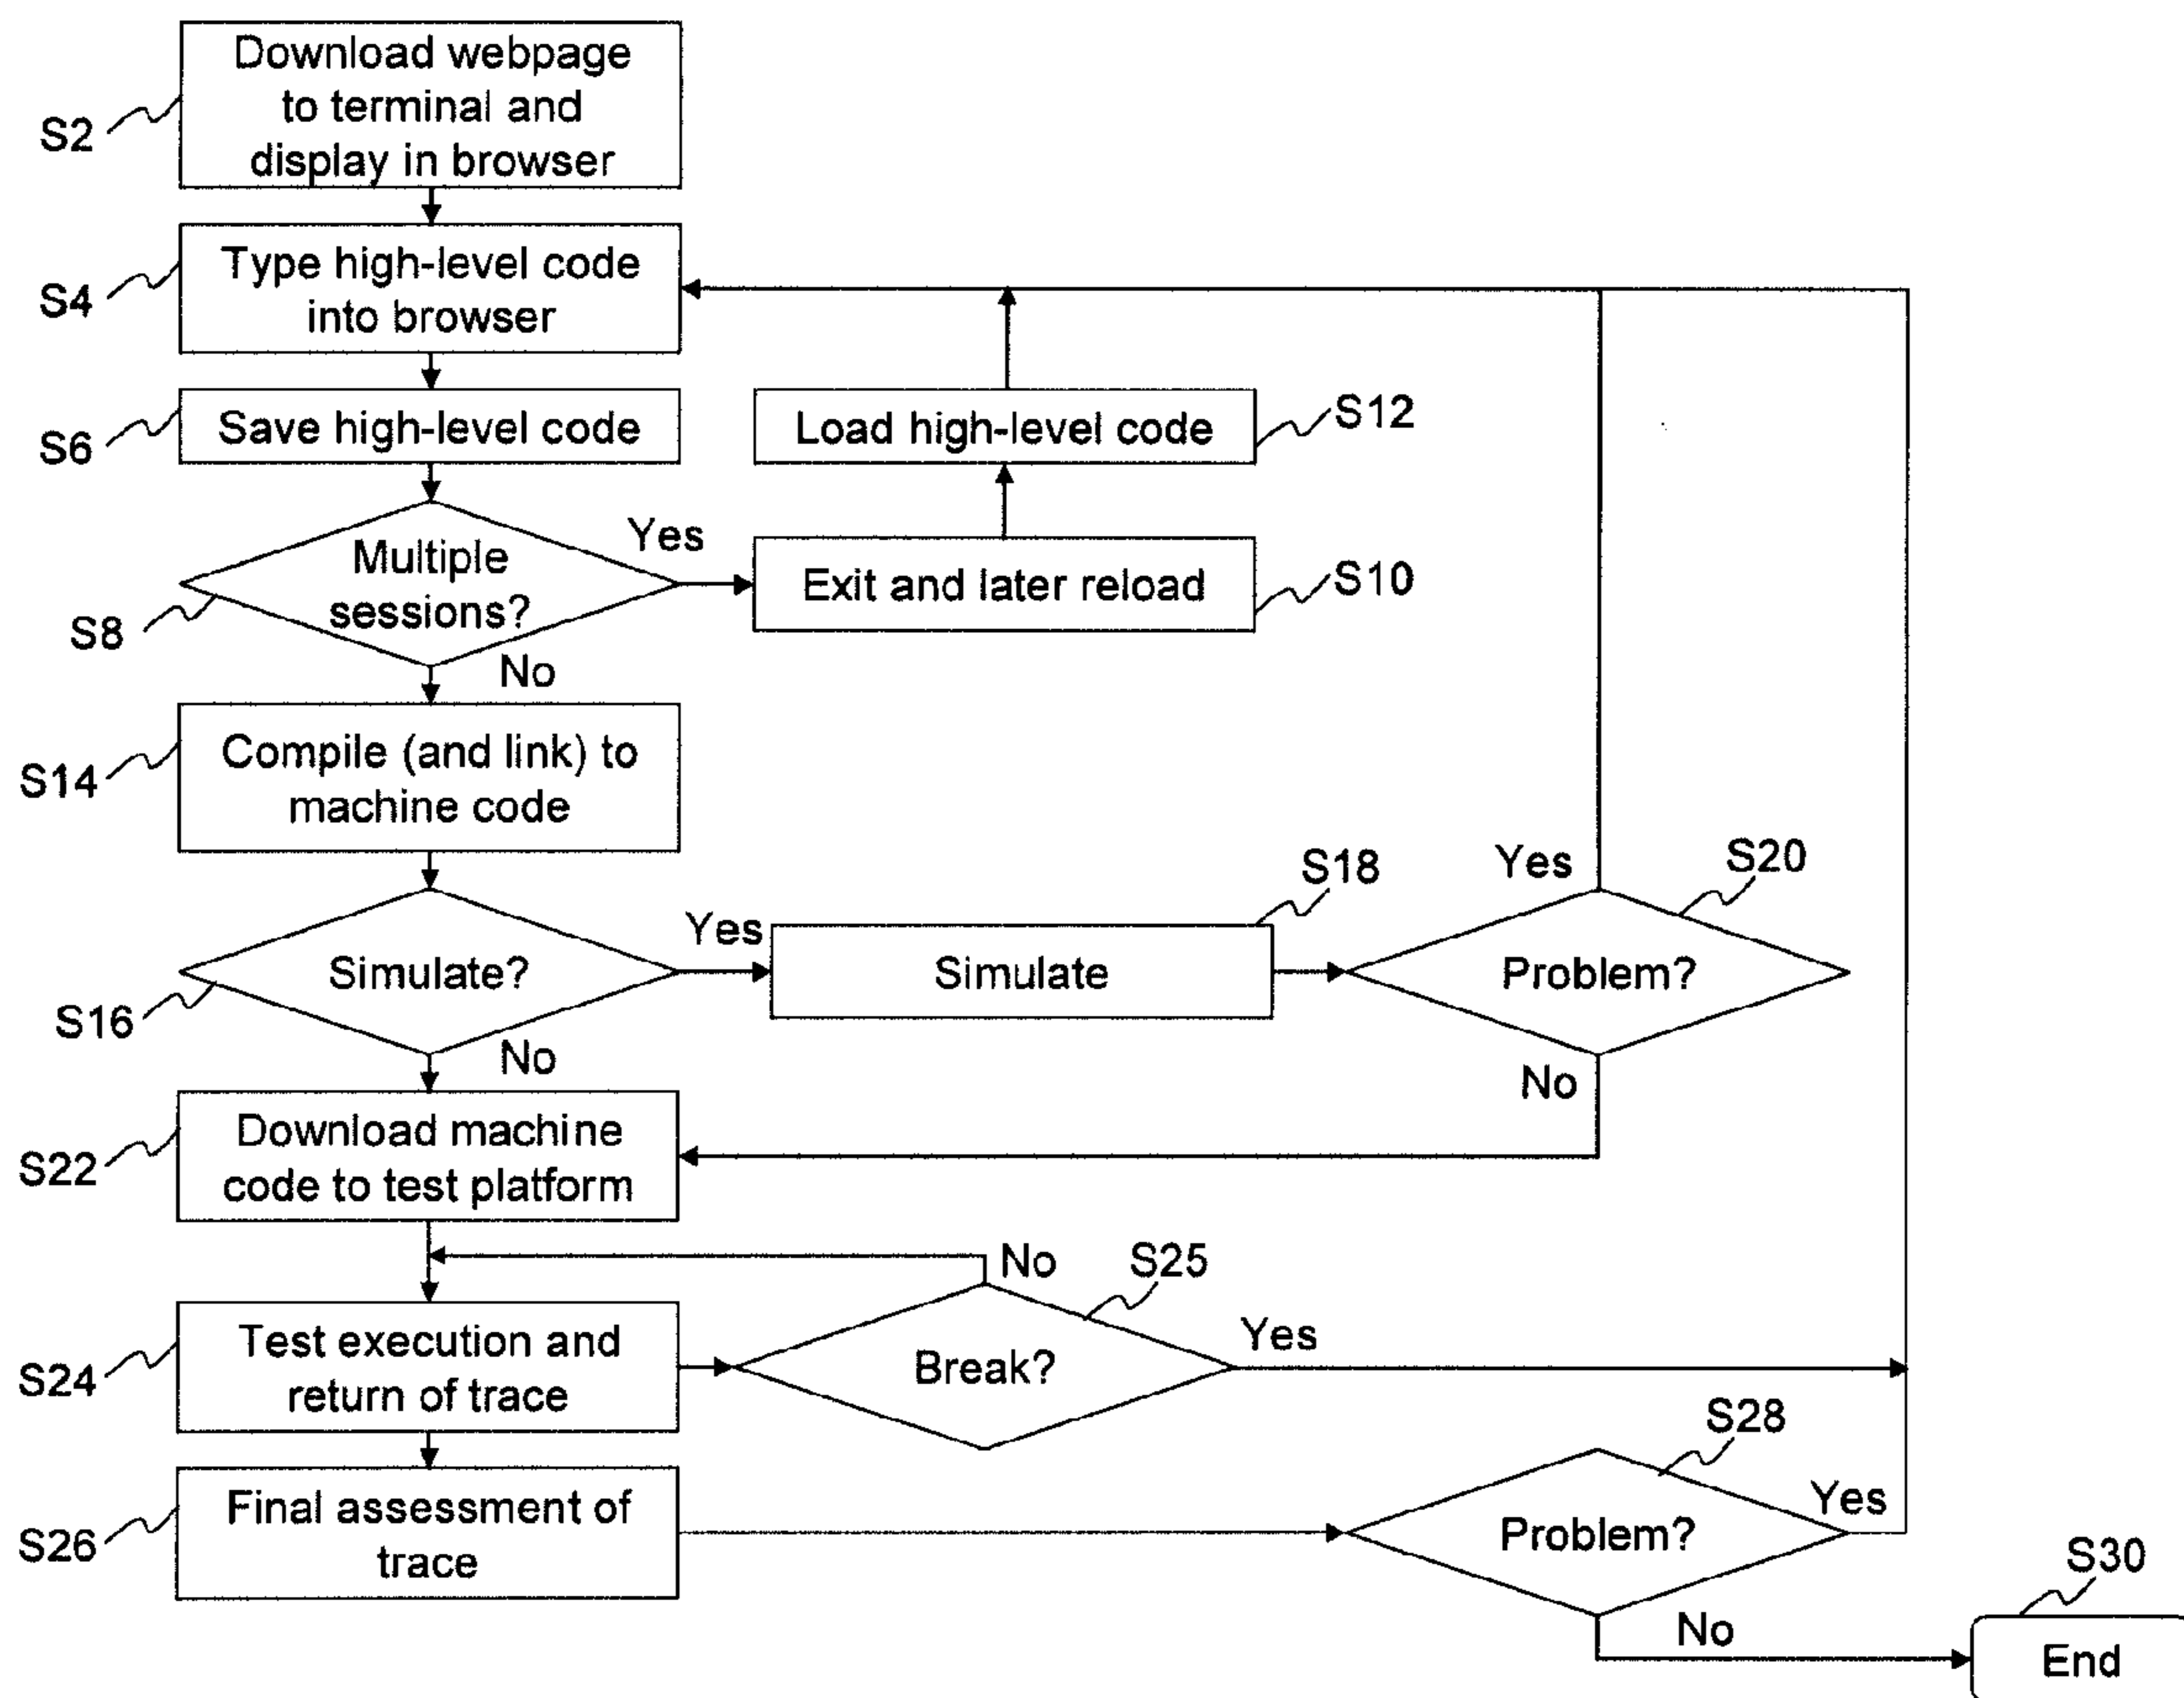 Download webpage
to terminal and
display in browser
S2
Type high-level code
into browser
S4
Save high-level code
S6
Load high-level code
S12
Multiple
sessions?
S8
Yes
Exit and later reload
S10
No
Compile (and link) to
machine code
S14
Simulate?
S16
Yes
Simulate
S18
Problem?
S20
Yes
No
No
Download machine
code to test platform
S22
Test execution and
return of trace
S24
Break?
S25
No
Yes
Final assessment of
trace
S26
Problem?
S28
Yes
No
End
S30